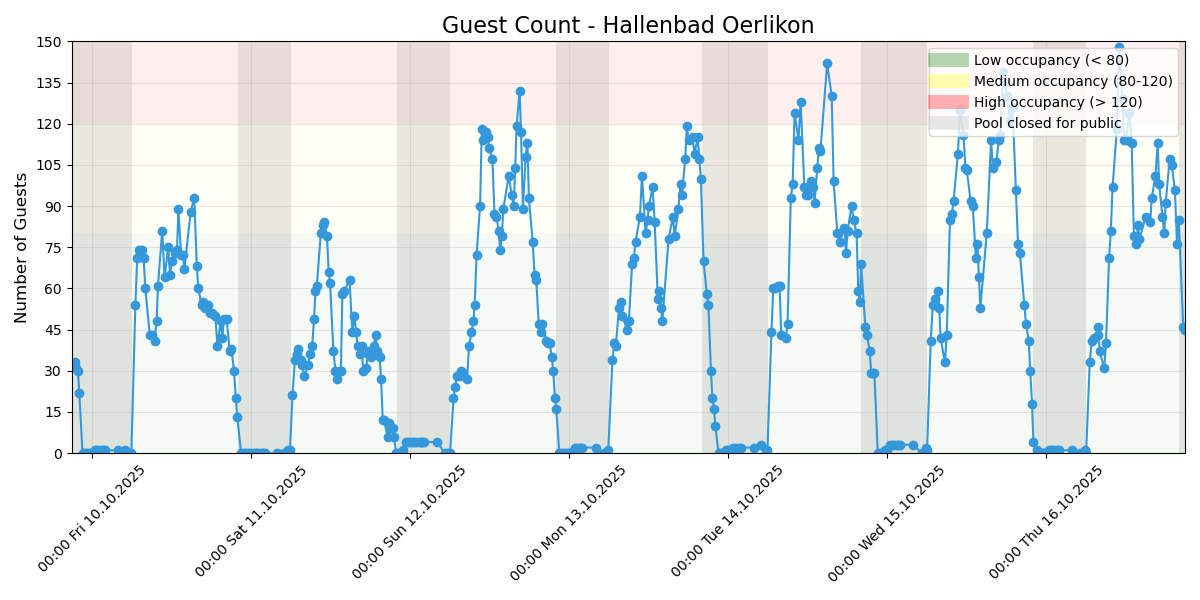 Guest Count - Hallenbad Oerlikon
150
135
120
105
90
75
60
45
30
15
0
Number of Guests
Low occupancy (< 80)
Medium occupancy (80-120)
High occupancy (> 120)
Pool closed for public
00:00 Fri 10.10.2025
00:00 Sat 11.10.2025
00:00 Sun 12.10.2025
00:00 Mon 13.10.2025
00:00 Tue 14.10.2025
00:00 Wed 15.10.2025
00:00 Thu 16.10.2025